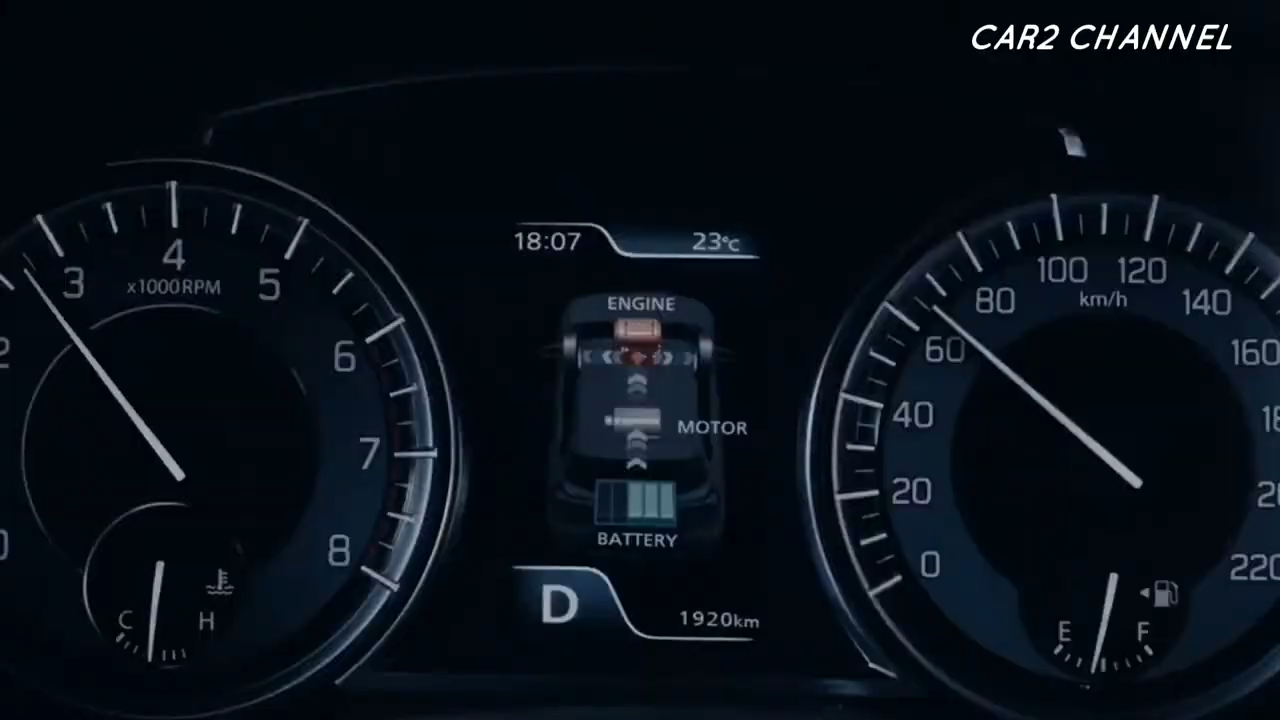 CAR2 CHANNEL
18:07 23°C
ENGINE
MOTOR
BATTERY
D 1920km
2
3
4
5
6
7
8
x1000RPM
C H
0
20
40
60
80
100
120
140
160
220
km/h
E F